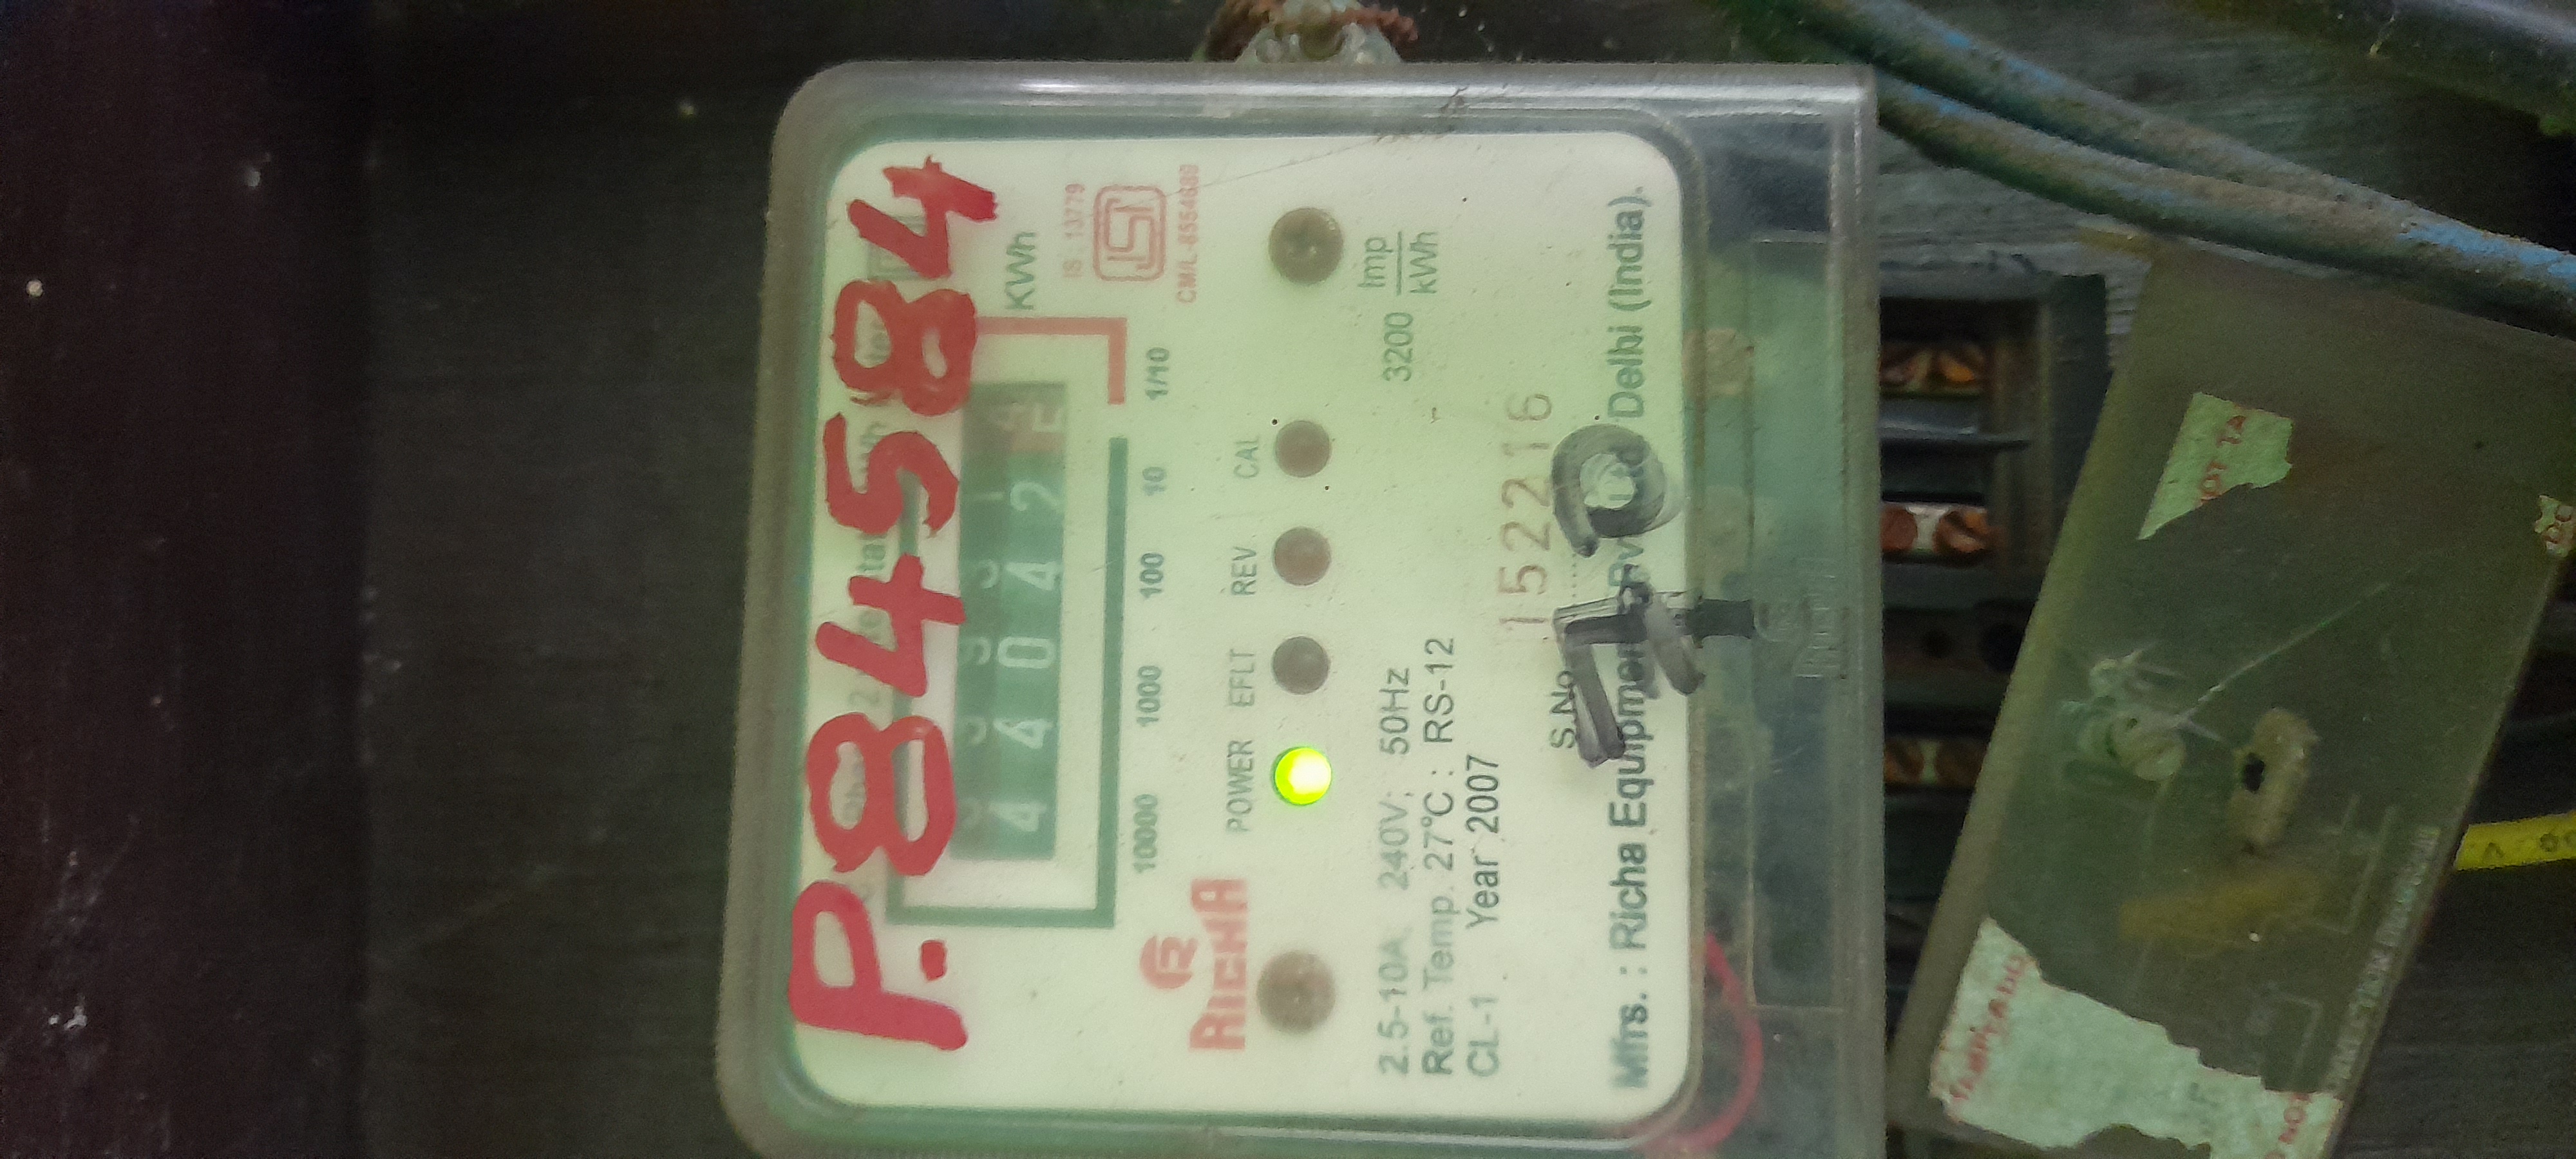 P.84584
KWh
IS : 13779
CM/L-8554688
4 4 0 4 2
10000 1000 100 10 1/10
RICHA
POWER EFLT REV. CAL
2.5-10A, 240V; 50Hz
Ref. Temp. 27°C : RS-12
CL-1 Year 2007
3200 Imp
kWh
S.No.
152216
Mfrs. : Richa Equipment Pvt. Ltd. Delhi (India).